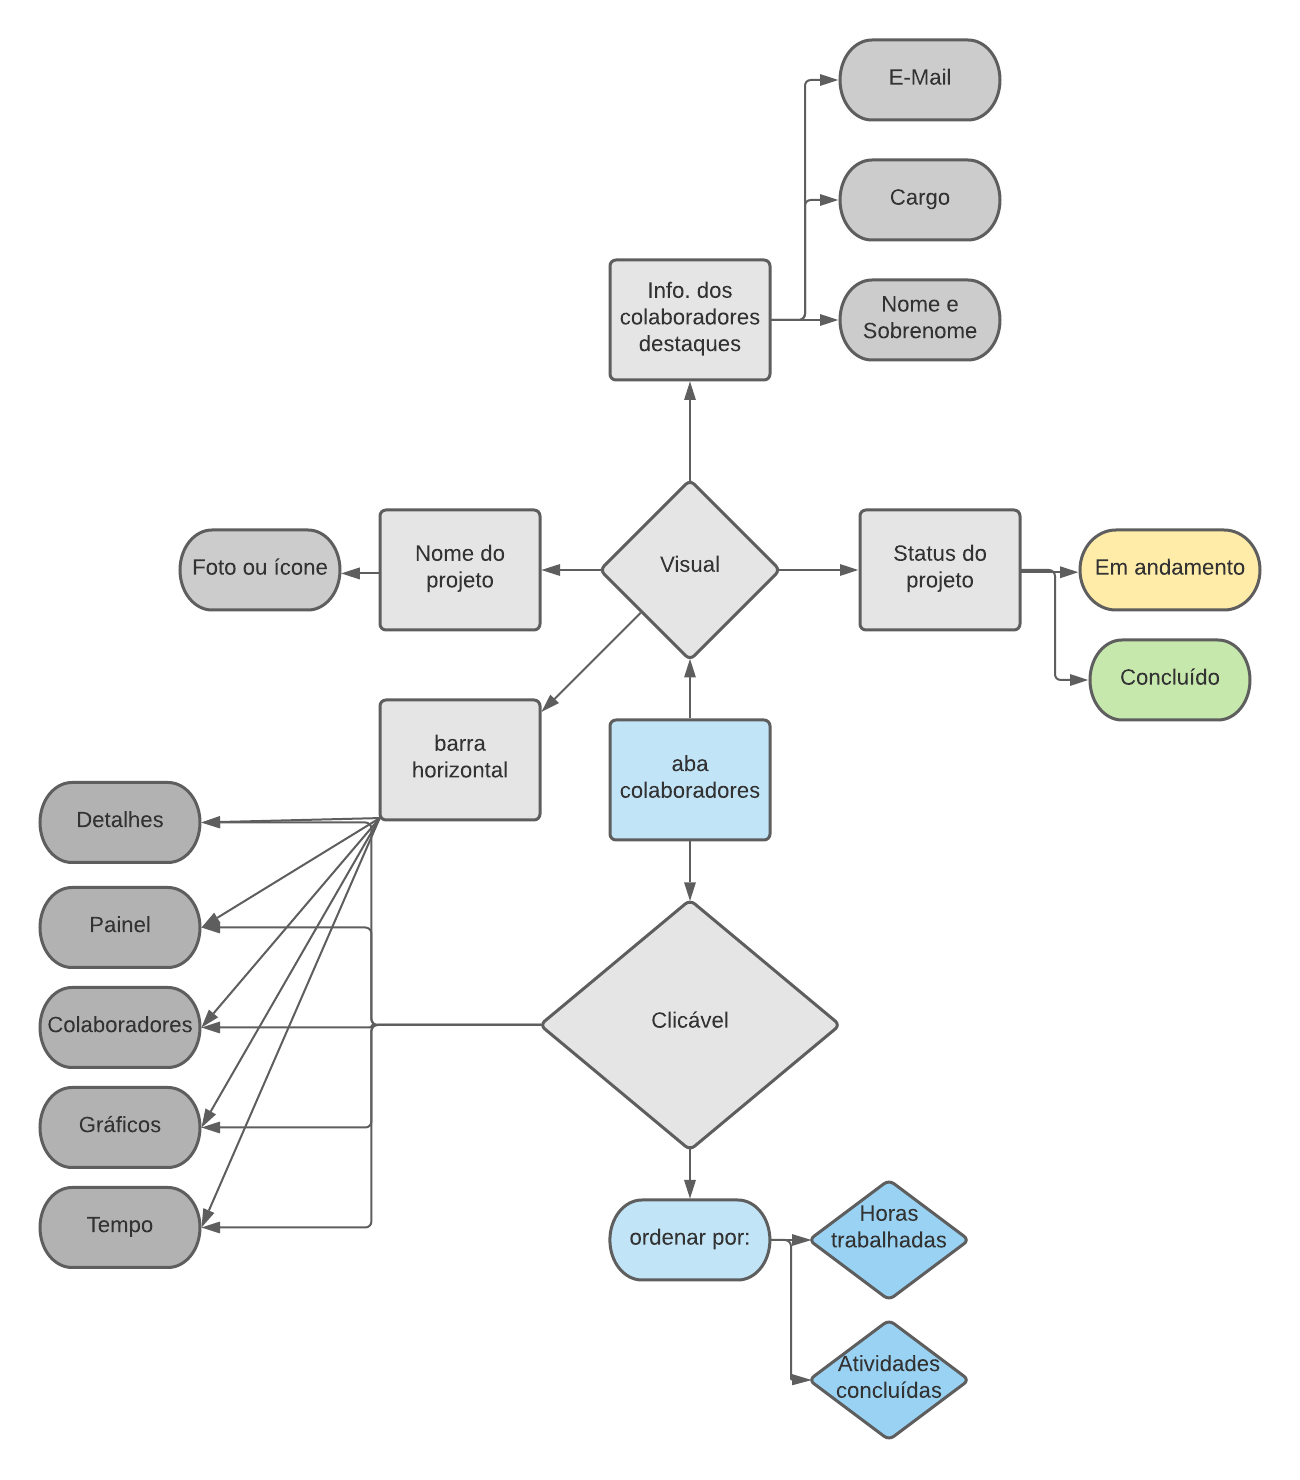 E-Mail
Cargo
Info. dos
colaboradores
destaques
Nome e
Sobrenome
Foto ou ícone
Nome do
projeto
Visual
Status do
projeto
Em andamento
Concluído
barra
horizontal
aba
colaboradores
Detalhes
Painel
Colaboradores
Gráficos
Tempo
Clicável
ordenar por:
Horas
trabalhadas
Atividades
concluídas